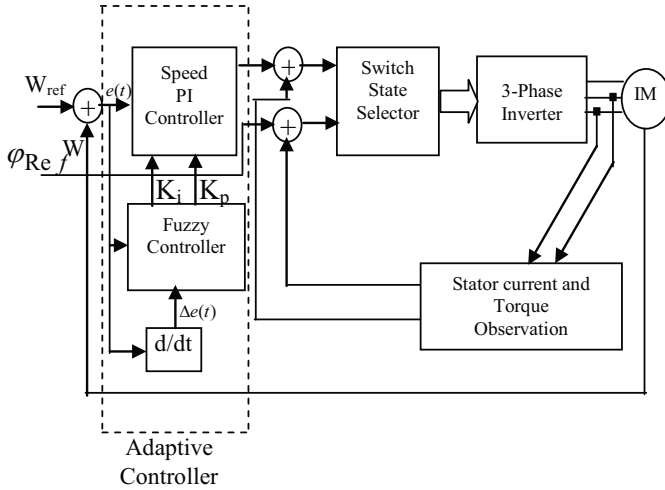 W_ref
+
e(t)
Speed
PI
Controller
+
Switch
State
Selector
3-Phase
Inverter
IM
W
φ_Re f
+
K_i
K_p
Fuzzy
Controller
Δe(t)
d/dt
Stator current and
Torque
Observation
Adaptive
Controller